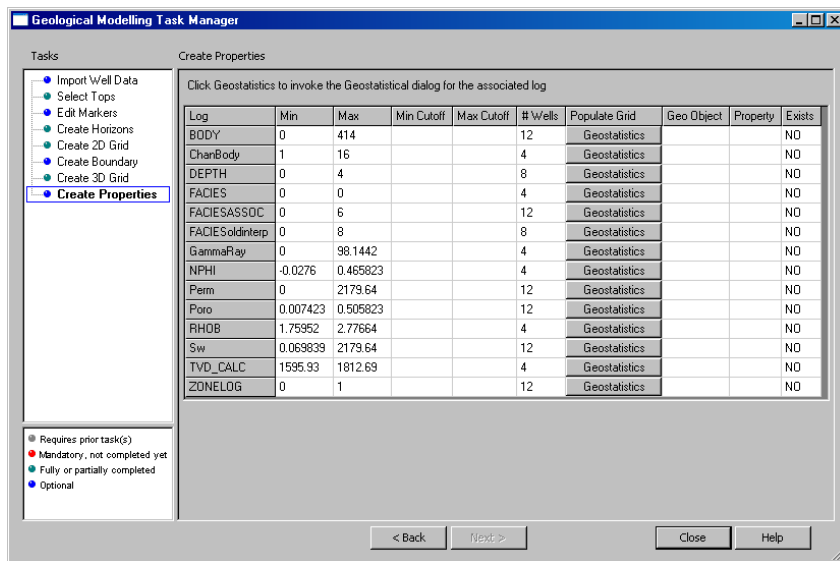 Geological Modelling Task Manager
Tasks
Import Well Data
Select Tops
Edit Markers
Create Horizons
Create 2D Grid
Create Boundary
Create 3D Grid
Create Properties
Requires prior task(s)
Mandatory, not completed yet
Fully or partially completed
Optional
Create Properties
Click Geostatistics to invoke the Geostatistical dialog for the associated log
Log Min Max Min Cutoff Max Cutoff # Wells Populate Grid Geo Object Property Exists
BODY 0 414 12 Geostatistics NO
ChanBody 1 16 4 Geostatistics NO
DEPTH 0 4 8 Geostatistics NO
FACIES 0 0 4 Geostatistics NO
FACIESASSOC 0 6 12 Geostatistics NO
FACIESoldinterp 0 8 8 Geostatistics NO
GammaRay 0 98.1442 4 Geostatistics NO
NPHI -0.0276 0.465823 4 Geostatistics NO
Perm 0 2179.64 12 Geostatistics NO
Poro 0.007423 0.505823 12 Geostatistics NO
RHOB 1.75952 2.77664 4 Geostatistics NO
Sw 0.069839 2179.64 12 Geostatistics NO
TVD_CALC 1595.93 1812.69 4 Geostatistics NO
ZONELOG 0 1 12 Geostatistics NO
< Back Next > Close Help